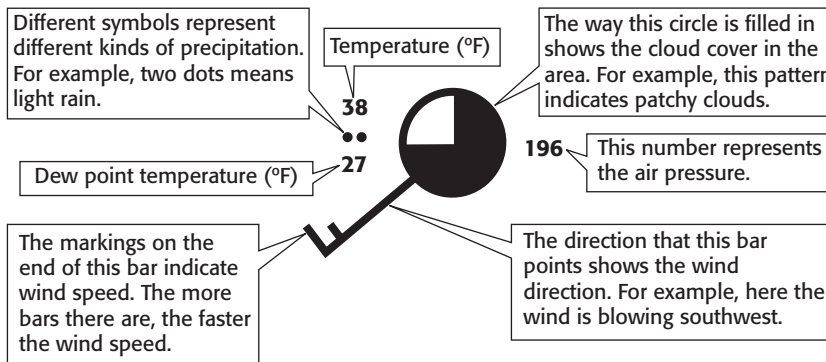 Different symbols represent
different kinds of precipitation.
For example, two dots means
light rain.
Temperature (ºF)
The way this circle is filled in
shows the cloud cover in the
area. For example, this pattern
indicates patchy clouds.
38
27
196
This number represents
the air pressure.
Dew point temperature (ºF)
The markings on the
end of this bar indicate
wind speed. The more
bars there are, the faster
the wind speed.
The direction that this bar
points shows the wind
direction. For example, here the
wind is blowing southwest.